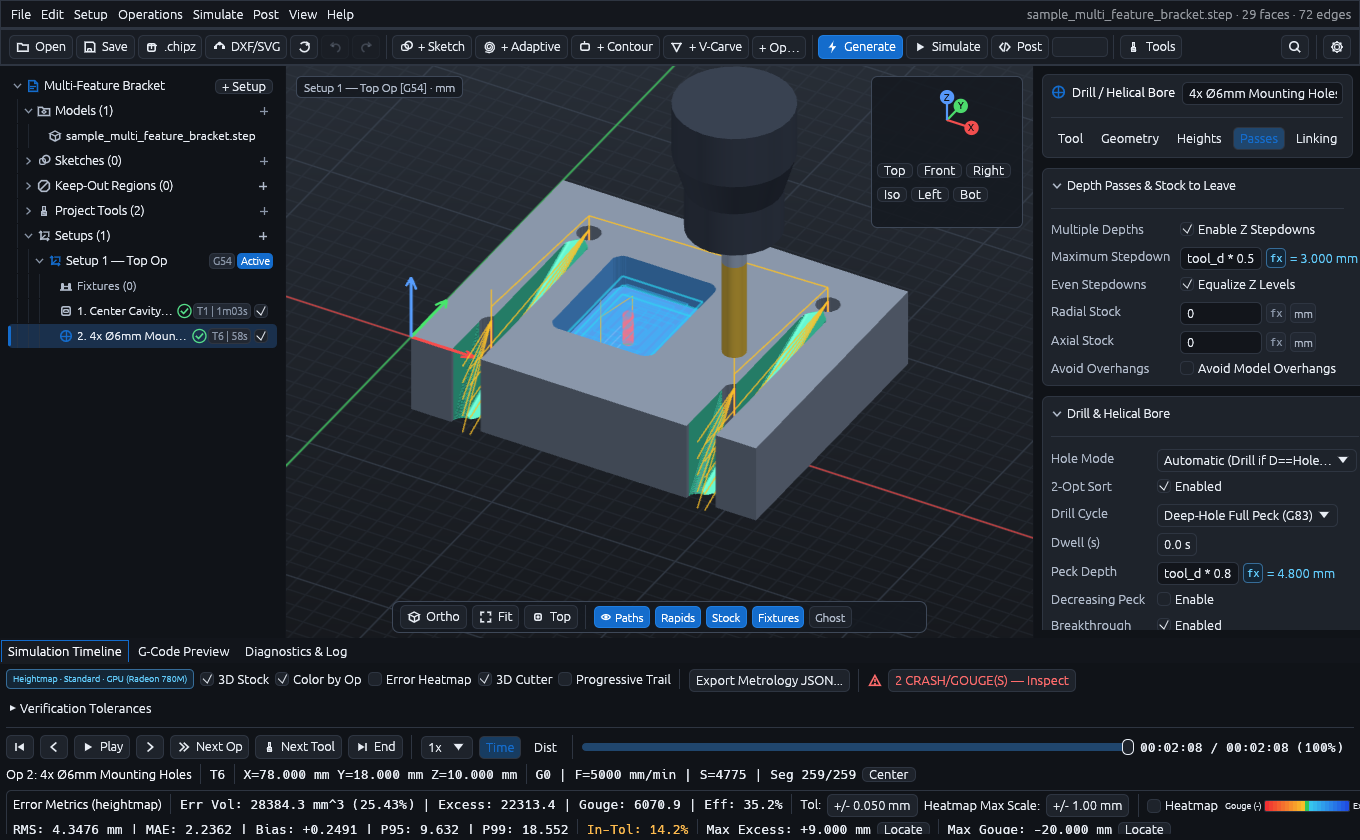 File Edit Setup Operations Simulate Post View Help
sample_multi_feature_bracket.step · 29 faces · 72 edges
Open Save .chipz DXF/SVG + Sketch + Adaptive + Contour + V-Carve + Op… Generate Simulate Post Tools
Multi-Feature Bracket + Setup
Models (1) +
sample_multi_feature_bracket.step
Sketches (0) +
Keep-Out Regions (0) +
Project Tools (2) +
Setups (1) +
Setup 1 — Top Op G54 Active
Fixtures (0)
1. Center Cavity… T1 | 1m03s
2. 4x Ø6mm Moun… T6 | 58s
Setup 1 — Top Op [G54] · mm
Z
Y
X
Top Front Right
Iso Left Bot
Ortho Fit Top Paths Rapids Stock Fixtures Ghost
Drill / Helical Bore 4x Ø6mm Mounting Holes
Tool Geometry Heights Passes Linking
Depth Passes & Stock to Leave
Multiple Depths Enable Z Stepdowns
Maximum Stepdown tool_d * 0.5 fx = 3.000 mm
Even Stepdowns Equalize Z Levels
Radial Stock 0 fx mm
Axial Stock 0 fx mm
Avoid Overhangs Avoid Model Overhangs
Drill & Helical Bore
Hole Mode Automatic (Drill if D==Hole…
2-Opt Sort Enabled
Drill Cycle Deep-Hole Full Peck (G83)
Dwell (s) 0.0 s
Peck Depth tool_d * 0.8 fx = 4.800 mm
Decreasing Peck Enable
Breakthrough Enabled
Simulation Timeline G-Code Preview Diagnostics & Log
Heightmap · Standard · GPU (Radeon 780M) 3D Stock Color by Op Error Heatmap 3D Cutter Progressive Trail Export Metrology JSON… 2 CRASH/GOUGE(S) — Inspect
Verification Tolerances
Play Next Op Next Tool End 1x Time Dist 00:02:08 / 00:02:08 (100%)
Op 2: 4x Ø6mm Mounting Holes T6 X=78.000 mm Y=18.000 mm Z=10.000 mm G0 | F=5000 mm/min | S=4775 | Seg 259/259 Center
Error Metrics (heightmap) Err Vol: 28384.3 mm^3 (25.43%) | Excess: 22313.4 | Gouge: 6070.9 | Eff: 35.2% Tol: +/- 0.050 mm Heatmap Max Scale: +/- 1.00 mm Heatmap Gouge (-) Ex
RMS: 4.3476 mm | MAE: 2.2362 | Bias: +0.2491 | P95: 9.632 | P99: 18.552 In-Tol: 14.2% Max Excess: +9.000 mm Locate Max Gouge: -20.000 mm Locate